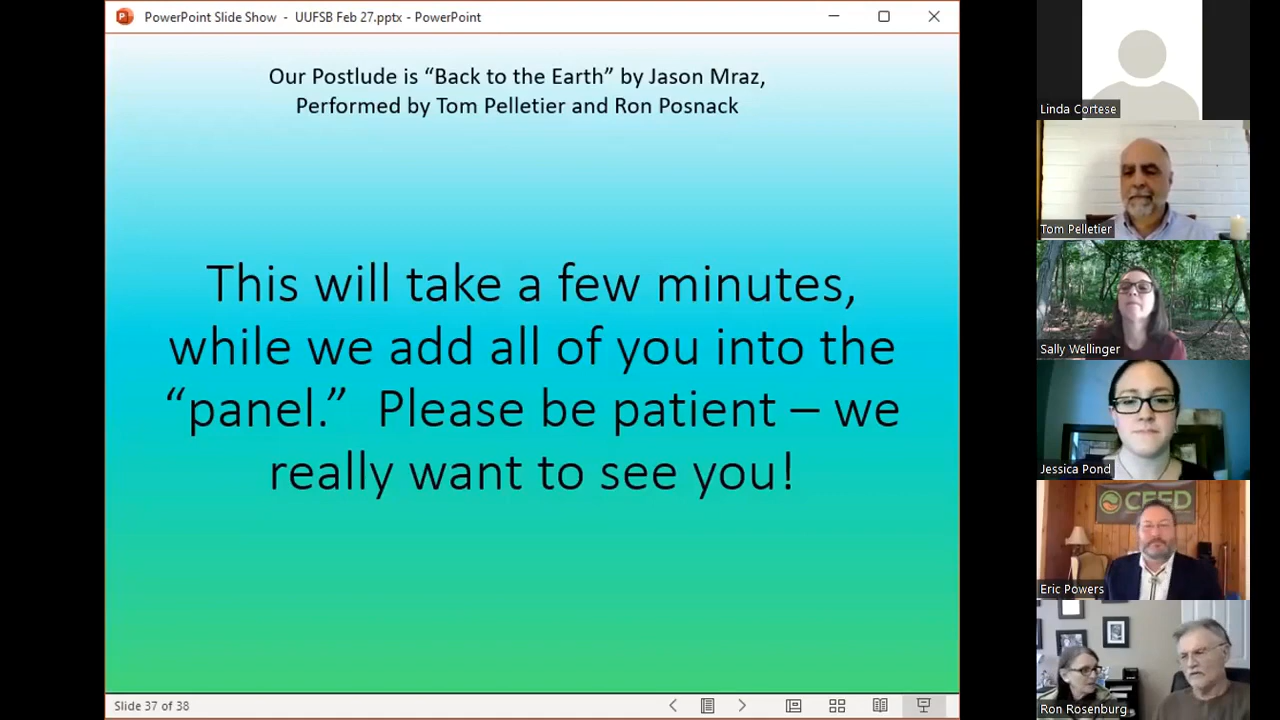 PowerPoint Slide Show - UUFSB Feb 27.pptx - PowerPoint
Our Postlude is “Back to the Earth” by Jason Mraz,
Performed by Tom Pelletier and Ron Posnack
This will take a few minutes,
while we add all of you into the
“panel.” Please be patient – we
really want to see you!
Slide 37 of 38
Linda Cortese
Tom Pelletier
Sally Wellinger
Jessica Pond
CEED
Eric Powers
Ron Rosenburg